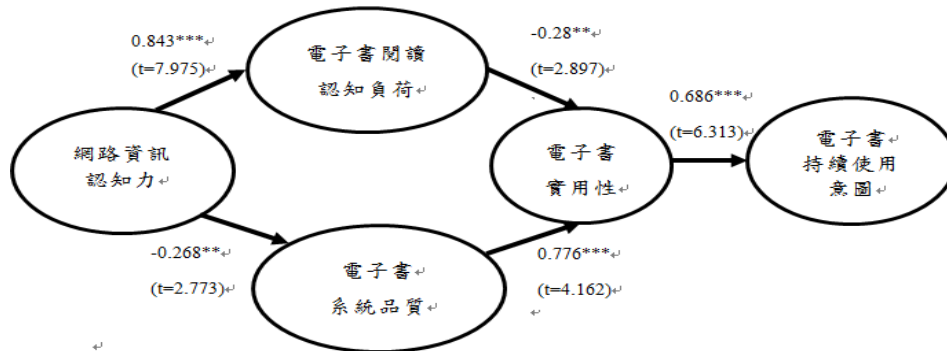 0.843***
(t=7.975)
電子書閱讀
認知負荷
-0.28**
(t=2.897)
0.686***
(t=6.313)
網路資訊
認知力
電子書
實用性
電子書
持續使用
意圖
-0.268**
(t=2.773)
電子書
系統品質
0.776***
(t=4.162)